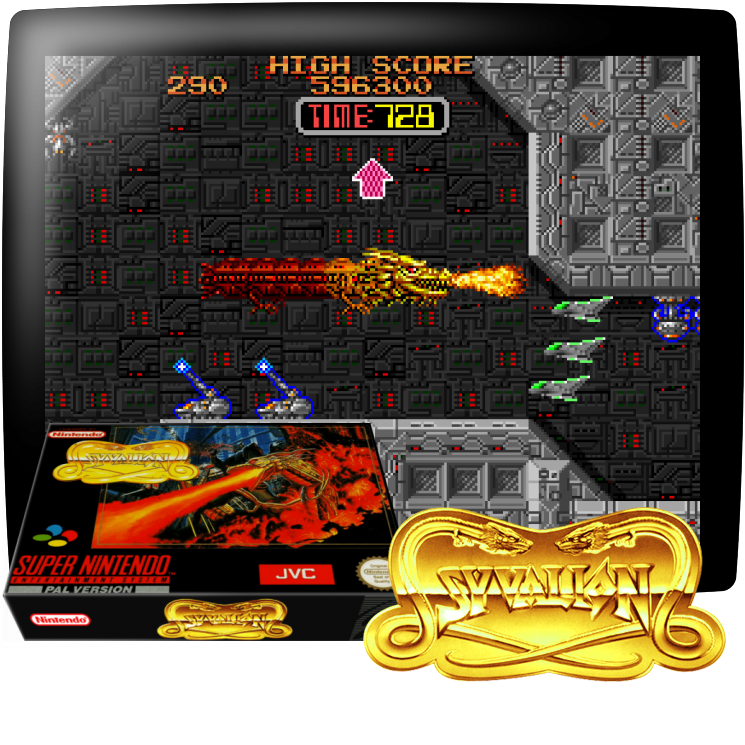 HIGH SCORE
290 596300
TIME:728
Nintendo
SYVALION
SUPER NINTENDO
ENTERTAINMENT SYSTEM
PAL VERSION
JVC
Nintendo
SYVALION
SYVALION